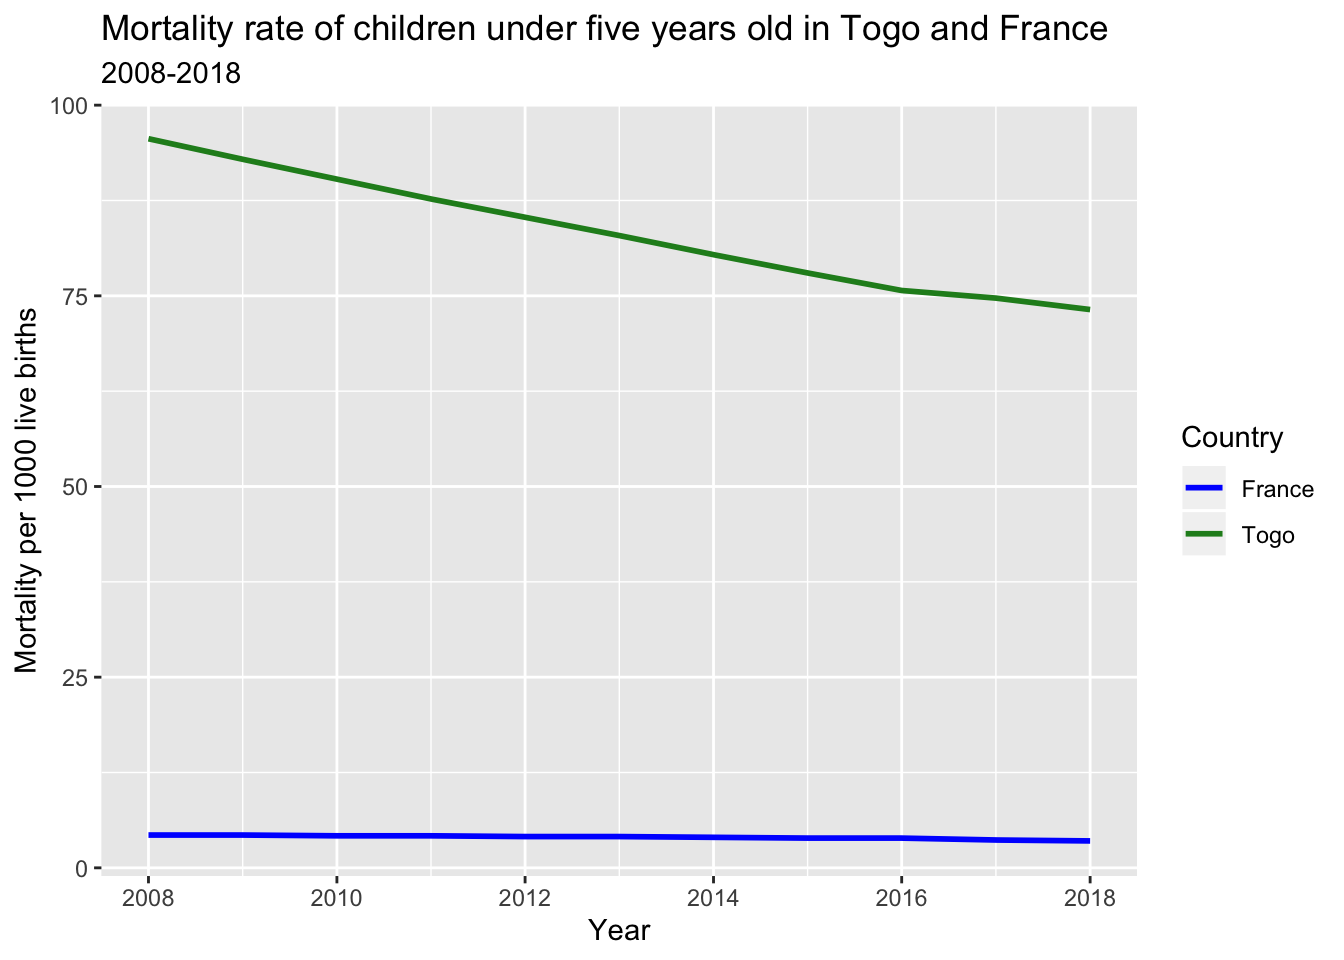 Mortality rate of children under five years old in Togo and France
2008-2018
Mortality per 1000 live births
100
75
50
25
0
2008 2010 2012 2014 2016 2018
Year
Country
France
Togo